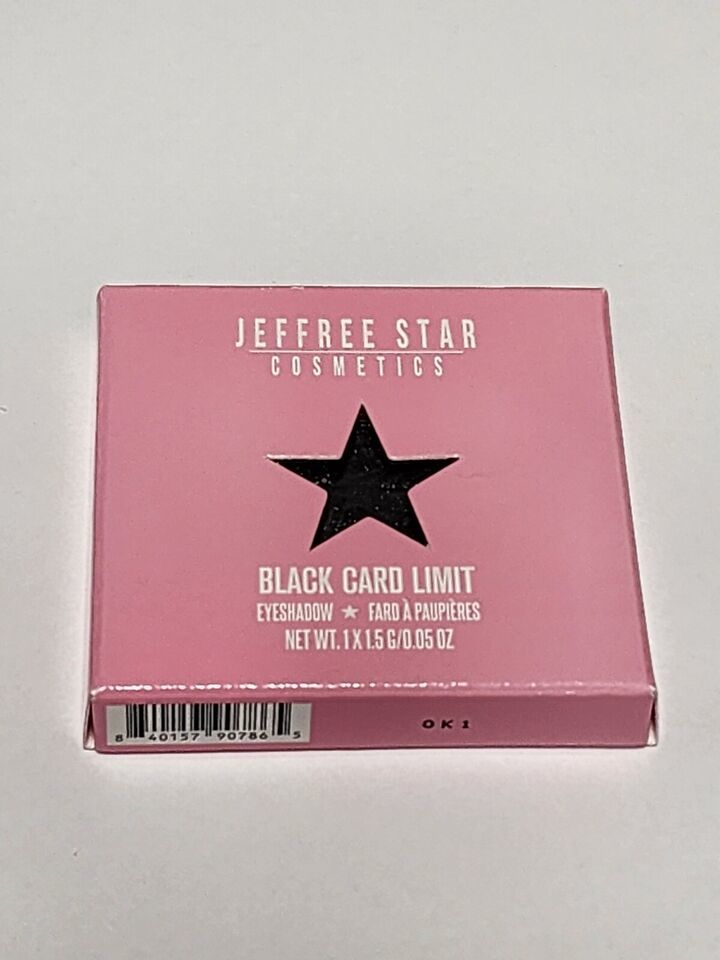 JEFFREE STAR
COSMETICS
BLACK CARD LIMIT
EYESHADOW ★ FARD À PAUPIÈRES
NET WT. 1 X 1.5 G/0.05 OZ
8 40157 90786 5
OK1